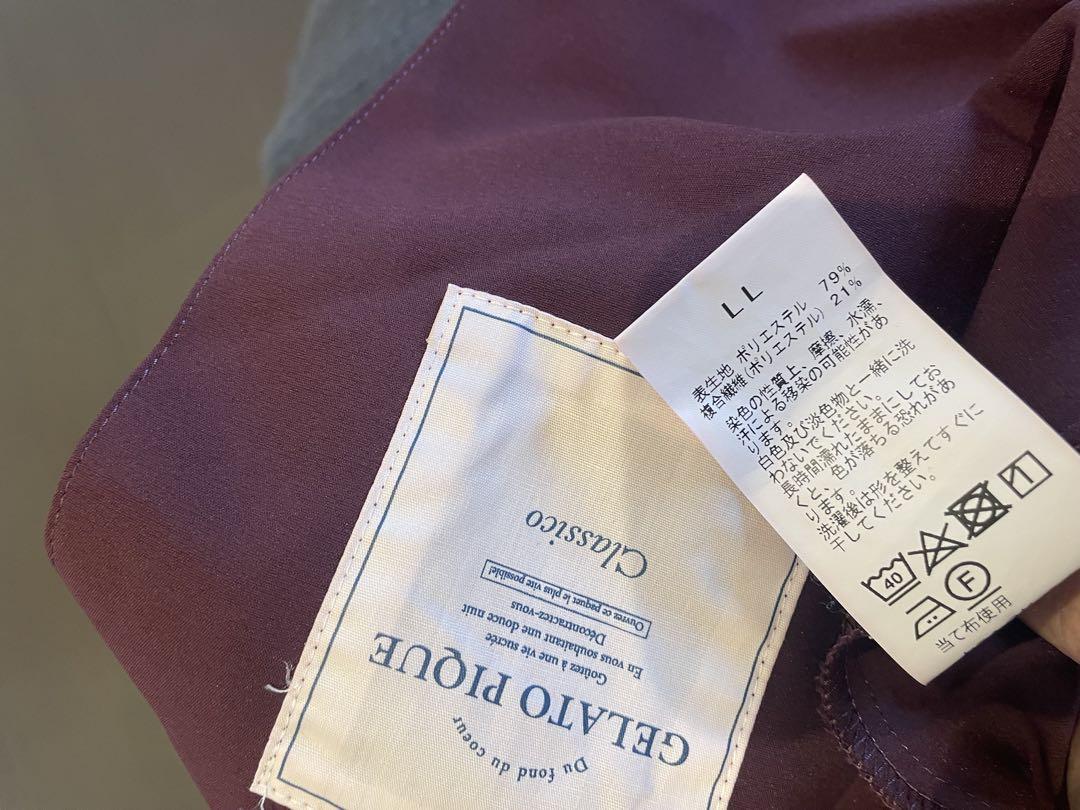 LL
表生地 ポリエステル 79%
複合繊維(ポリエステル) 21%
染色の性質上、摩擦、水濡、
汗による移染の可能性があ
ります。
白色及び淡色物と一緒に洗
わないでください。
長時間濡れたままにしてお
くと、色が落ちる恐れがあ
ります。
洗濯後は形を整えてすぐに
干してください。
40
F
当て布使用
Du fond du coeur
GELATO PIQUE
Goûtez à une vie sucrée
En vous souhaitant une douce nuit
Décontractez-vous
Ouvrez ce paquet le plus vite possible!
Classico